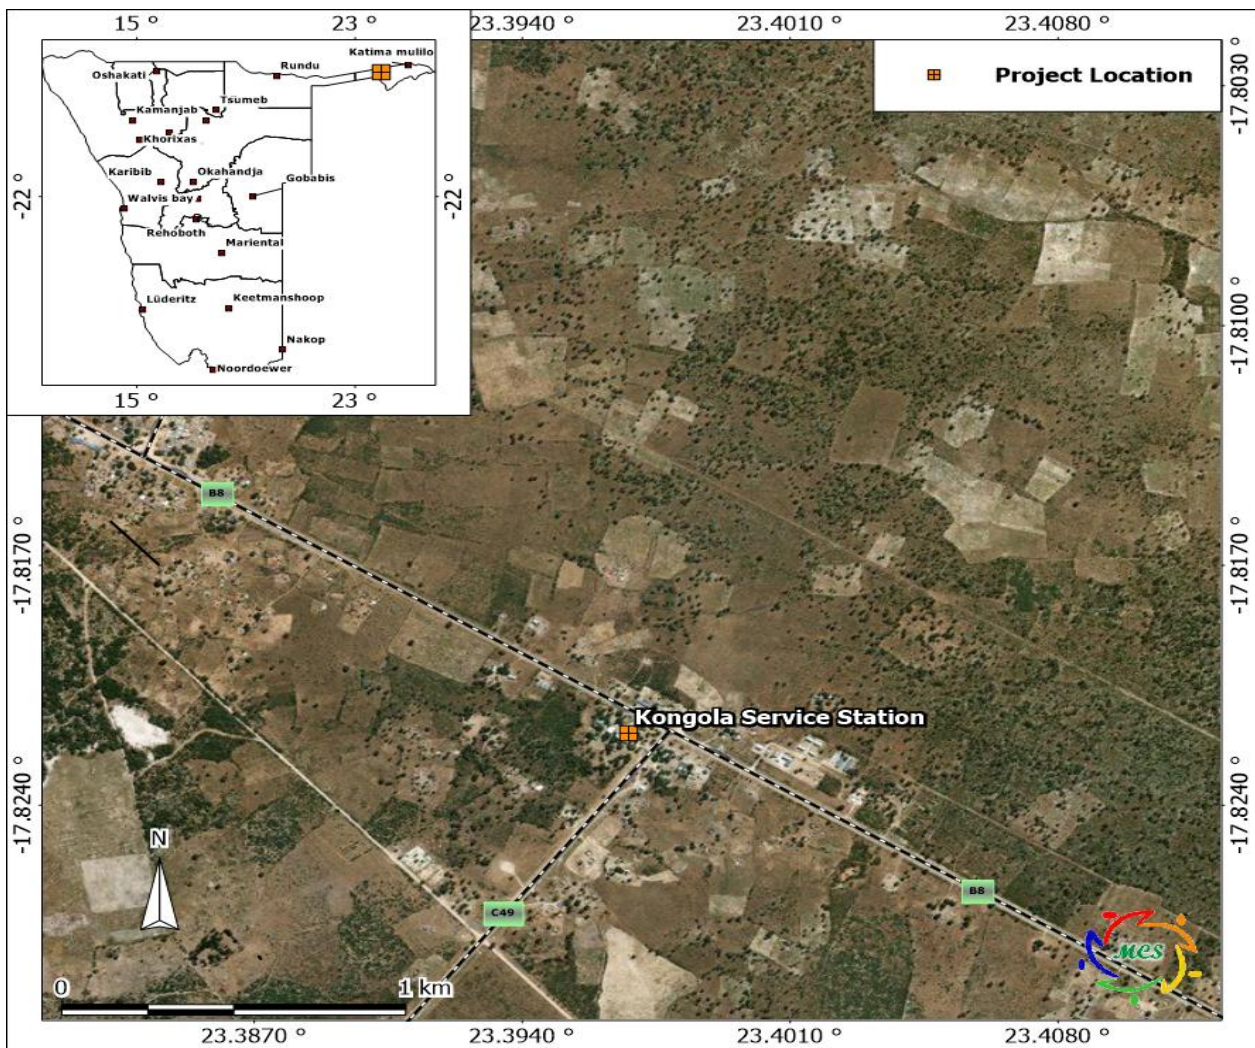 23.3940 °
23.4010 °
23.4080 °
15 °
23 °
Katima mulilo
Rundu
Oshakati
Tsumeb
Kamanjab
Khorixas
Karibib
Okahandja
Gobabis
Walvis bay
Rehoboth
Mariental
Lüderitz
Keetmanshoop
Nakop
Noordoewer
-22
-22
15 °
23 °
Project Location
-17.8030 °
-17.8100 °
-17.8170 °
-17.8170 °
-17.8240 °
-17.8240 °
B8
Kongola Service Station
B8
C49
N
0
1 km
MCS
23.3870 °
23.3940 °
23.4010 °
23.4080 °